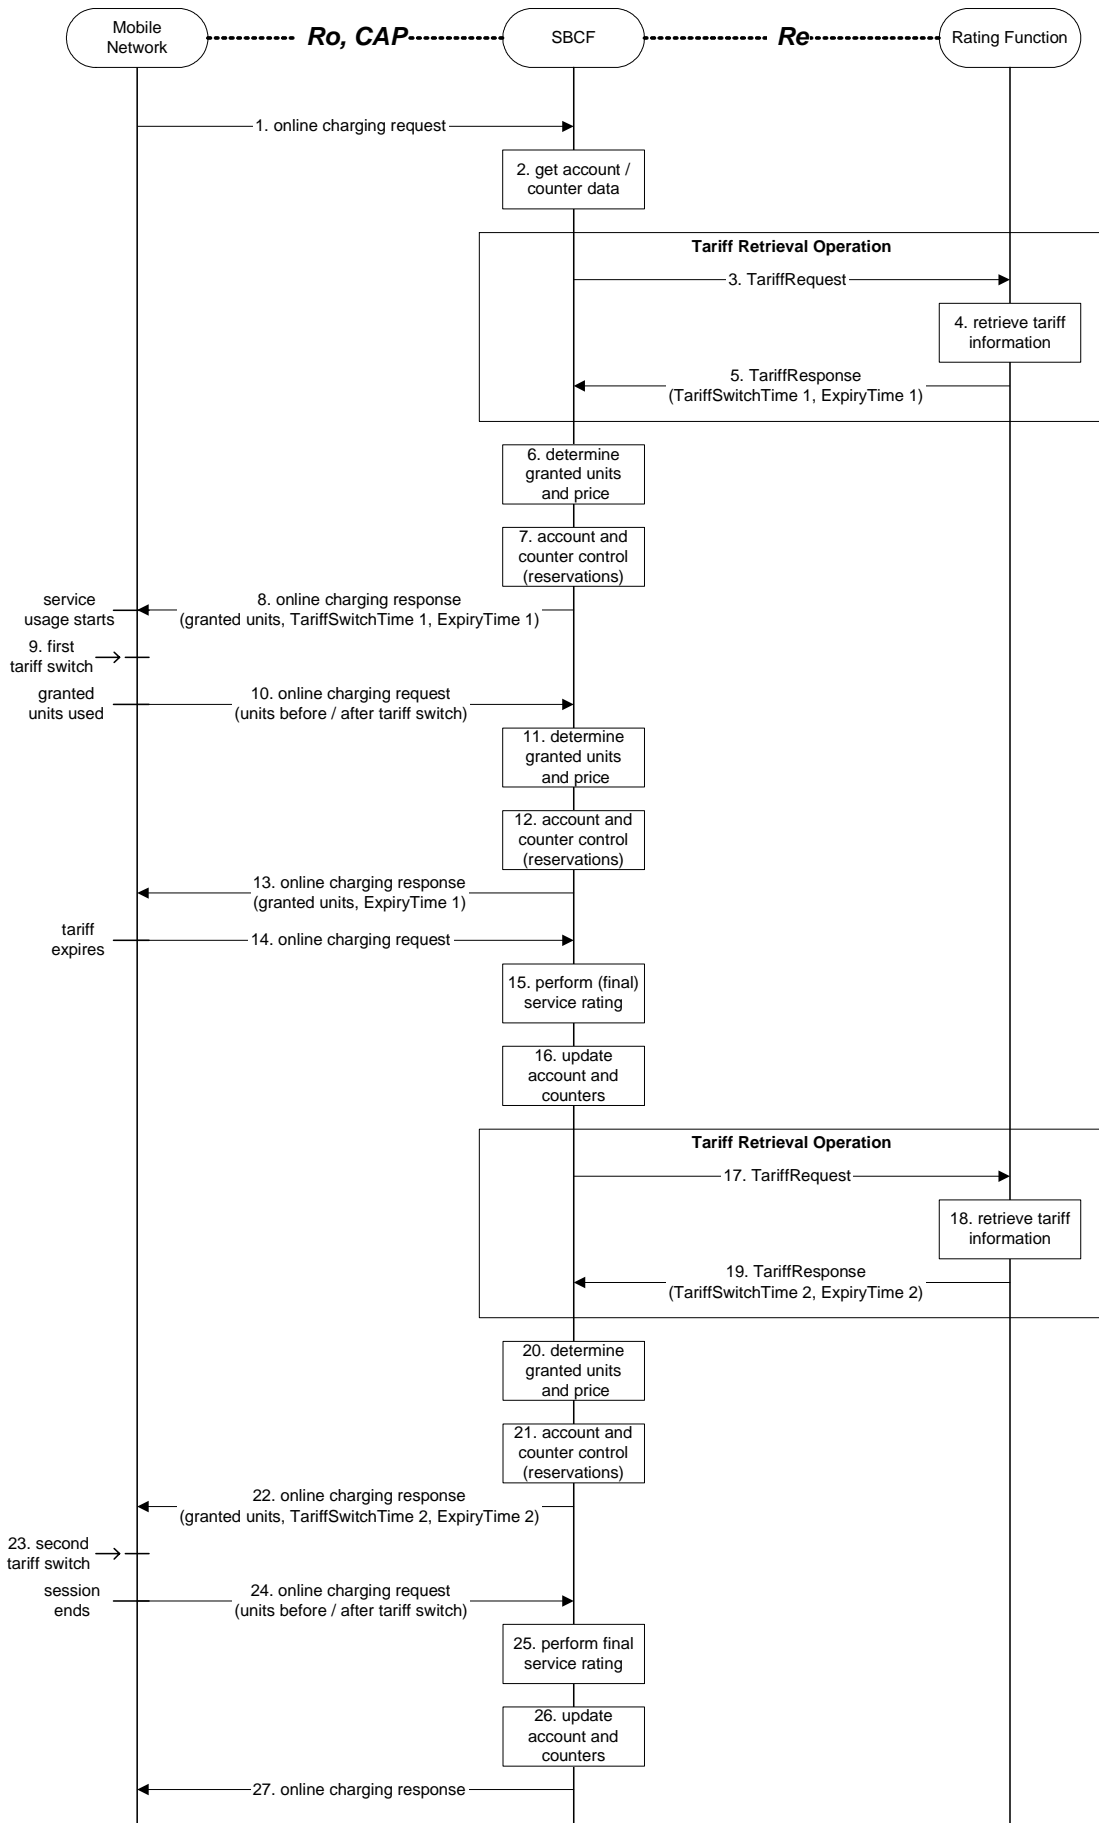 Mobile
Network
Ro, CAP
SBCF
Re
Rating Function
1. online charging request
2. get account /
counter data
Tariff Retrieval Operation
3. TariffRequest
4. retrieve tariff
information
5. TariffResponse
(TariffSwitchTime 1, ExpiryTime 1)
6. determine
granted units
and price
7. account and
counter control
(reservations)
service
usage starts
8. online charging response
(granted units, TariffSwitchTime 1, ExpiryTime 1)
9. first
tariff switch
granted
units used
10. online charging request
(units before / after tariff switch)
11. determine
granted units
and price
12. account and
counter control
(reservations)
13. online charging response
(granted units, ExpiryTime 1)
tariff
expires
14. online charging request
15. perform (final)
service rating
16. update
account and
counters
Tariff Retrieval Operation
17. TariffRequest
18. retrieve tariff
information
19. TariffResponse
(TariffSwitchTime 2, ExpiryTime 2)
20. determine
granted units
and price
21. account and
counter control
(reservations)
22. online charging response
(granted units, TariffSwitchTime 2, ExpiryTime 2)
23. second
tariff switch
session
ends
24. online charging request
(units before / after tariff switch)
25. perform final
service rating
26. update
account and
counters
27. online charging response